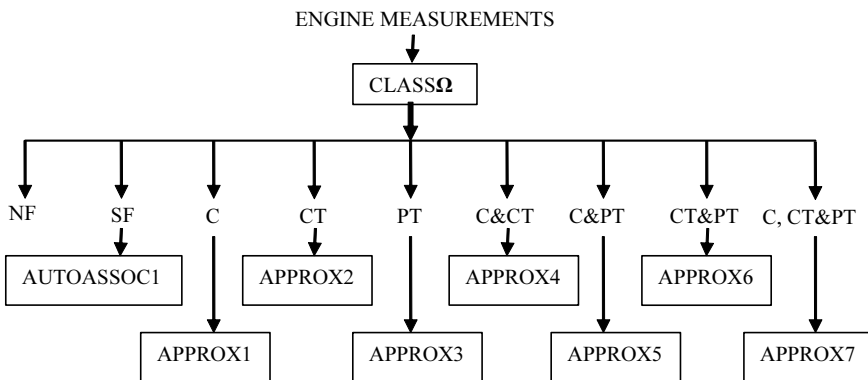 ENGINE MEASUREMENTS
CLASSΩ
NF SF C CT PT C&CT C&PT CT&PT C, CT&PT
AUTOASSOC1 APPROX2 APPROX4 APPROX6
APPROX1 APPROX3 APPROX5 APPROX7